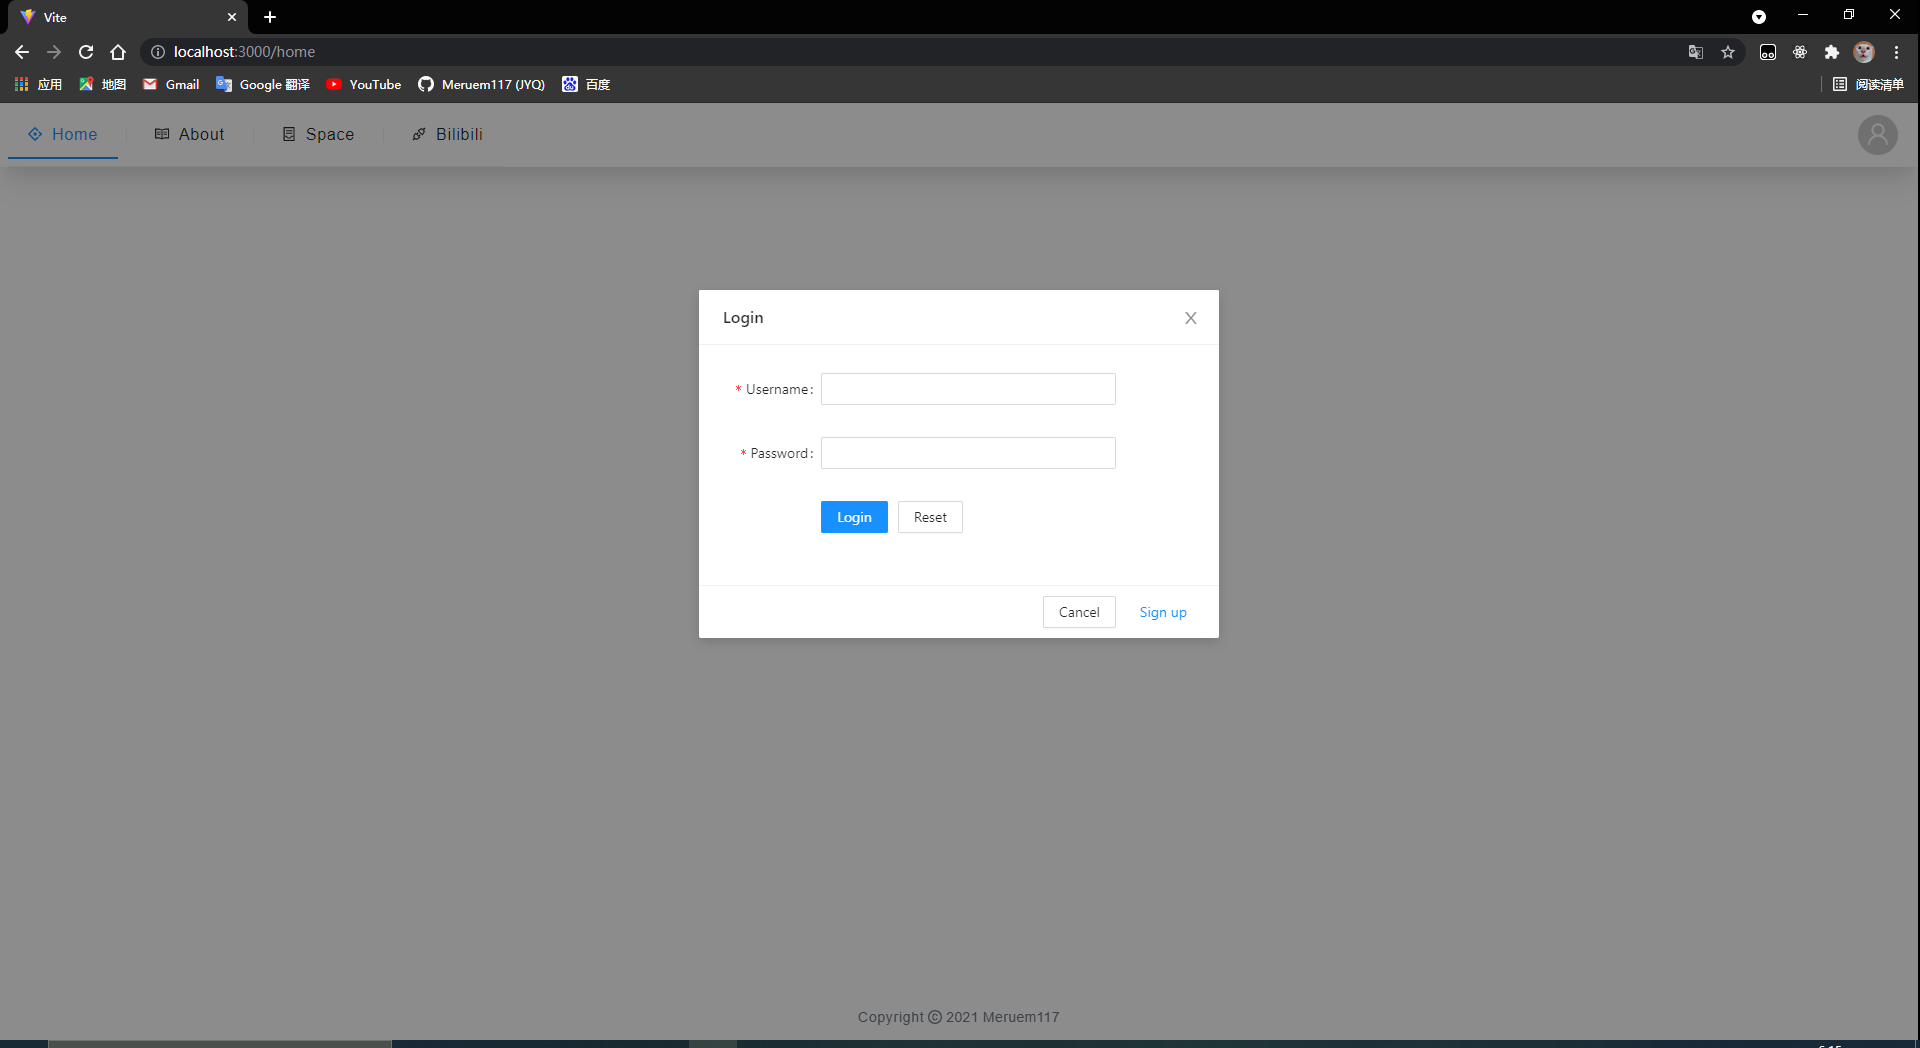 Vite
localhost:3000/home
应用 地图 Gmail Google 翻译 YouTube Meruem117 (JYQ) 百度 阅读清单
Home About Space Bilibili
Login
* Username:
* Password:
Login Reset
Cancel Sign up
Copyright © 2021 Meruem117